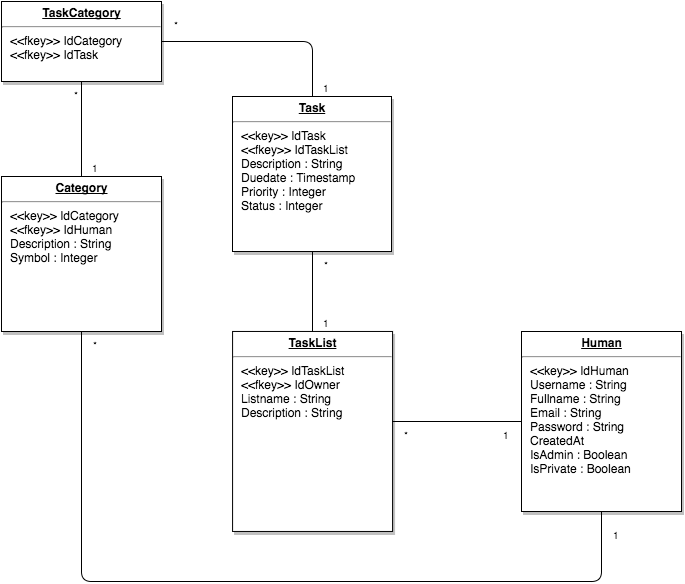 TaskCategory
<<fkey>> IdCategory
<<fkey>> IdTask
*
*
1
Task
<<key>> IdTask
<<fkey>> IdTaskList
Description : String
Duedate : Timestamp
Priority : Integer
Status : Integer
1
Category
<<key>> IdCategory
<<fkey>> IdHuman
Description : String
Symbol : Integer
*
1
*
TaskList
<<key>> IdTaskList
<<fkey>> IdOwner
Listname : String
Description : String
Human
<<key>> IdHuman
Username : String
Fullname : String
Email : String
Password : String
CreatedAt
IsAdmin : Boolean
IsPrivate : Boolean
*
1
1